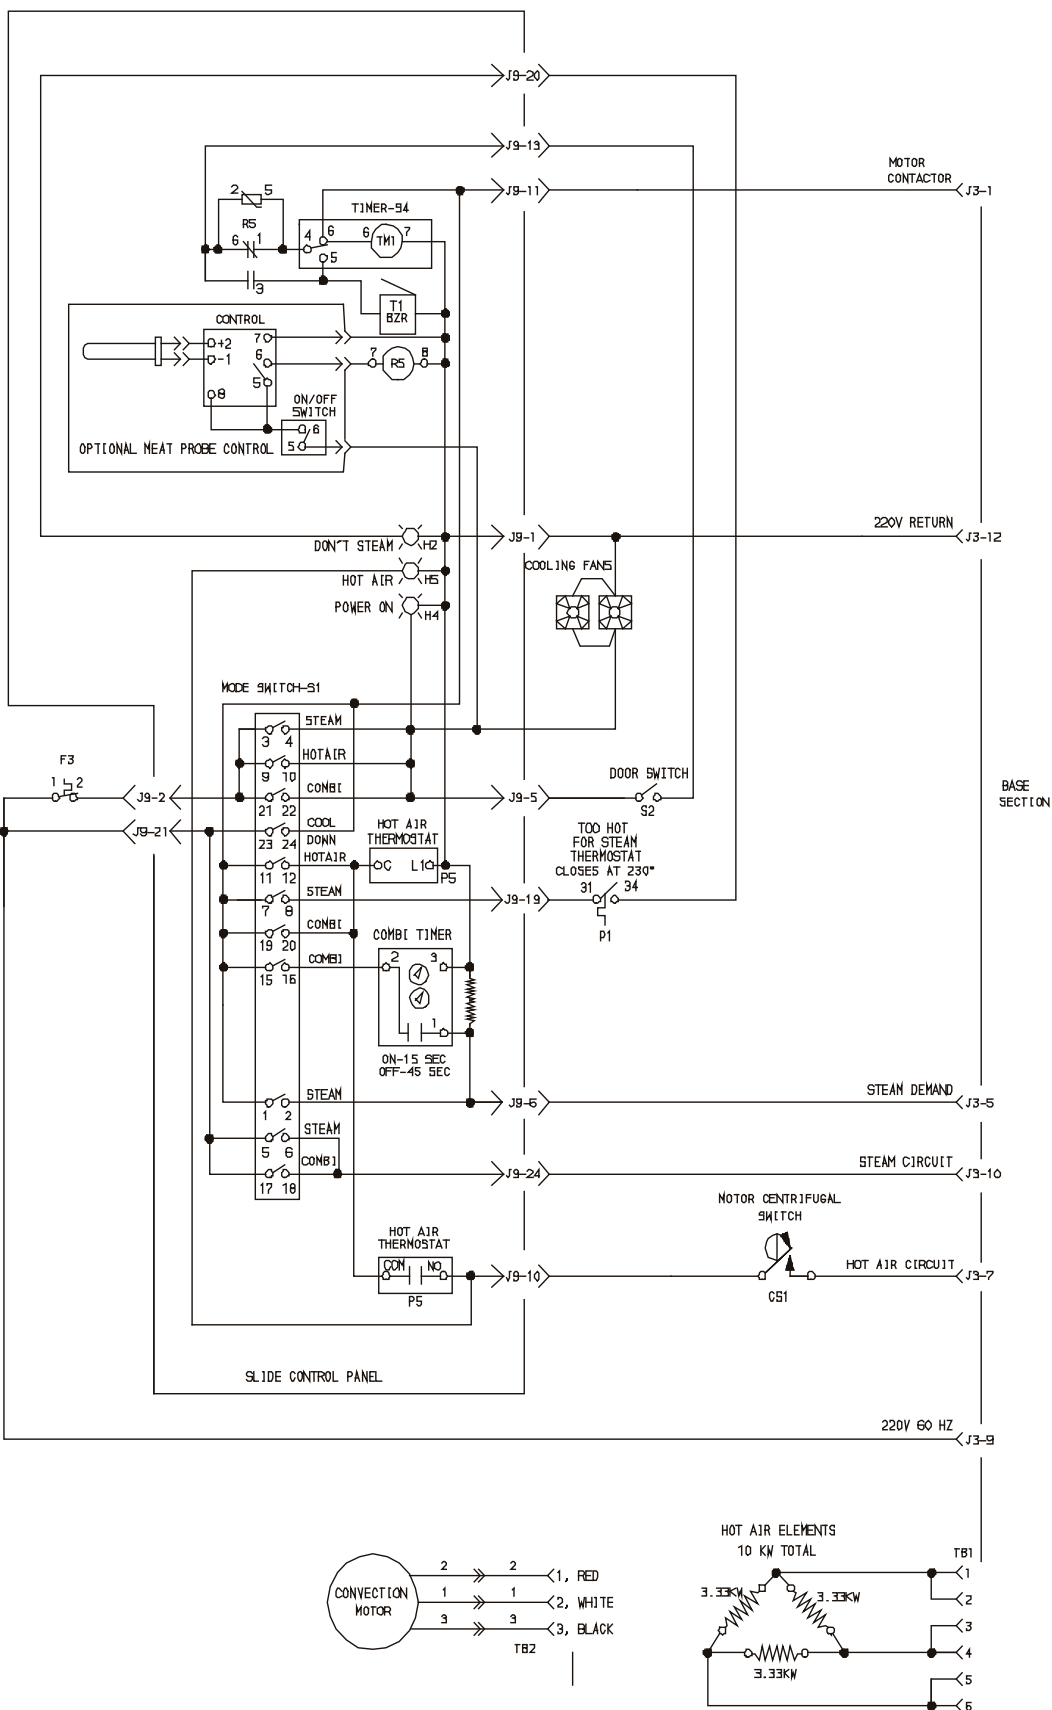 J9-20
J9-13
MOTOR
CONTACTOR
J9-11
J3-1
2 5
TIMER-S4
R5
6 1
4 6 6 TM1 7
5
3
T1
BZR
CONTROL
+2 7
-1 6
7 R5 8
5
8
ON/OFF
SWITCH
6
5
OPTIONAL MEAT PROBE CONTROL
220V RETURN
DON'T STEAM H2
J9-1
J3-12
COOLING FANS
HOT AIR H5
POWER ON H4
MODE SWITCH-S1
STEAM
3 4
F3
HOTAIR
9 10
DOOR SWITCH
1 2
COMBI
J9-2
J9-5
S2
21 22
BASE
SECTION
COOL
DOWN
J9-21
23 24
HOT AIR
THERMOSTAT
TOO HOT
FOR STEAM
THERMOSTAT
CLOSES AT 230°
HOTAIR
C L1
P5
11 12
STEAM
31 34
7 8
J9-19
P1
COMBI
19 20
COMBI TIMER
COMBI
2 3
15 16
1
ON-15 SEC
OFF-45 SEC
STEAM
STEAM DEMAND
1 2
J9-6
J3-5
STEAM
5 6
COMBI
STEAM CIRCUIT
17 18
J9-24
J3-10
MOTOR CENTRIFUGAL
SWITCH
HOT AIR
THERMOSTAT
COM NO
HOT AIR CIRCUIT
J9-10
J3-7
P5
CS1
SLIDE CONTROL PANEL
220V 60 HZ
J3-9
HOT AIR ELEMENTS
10 KW TOTAL
TB1
CONVECTION
MOTOR
2 2 1, RED
1 1 2, WHITE
3 3 3, BLACK
TB2
3.33KW 3.33KW
3.33KW
1
2
3
4
5
6